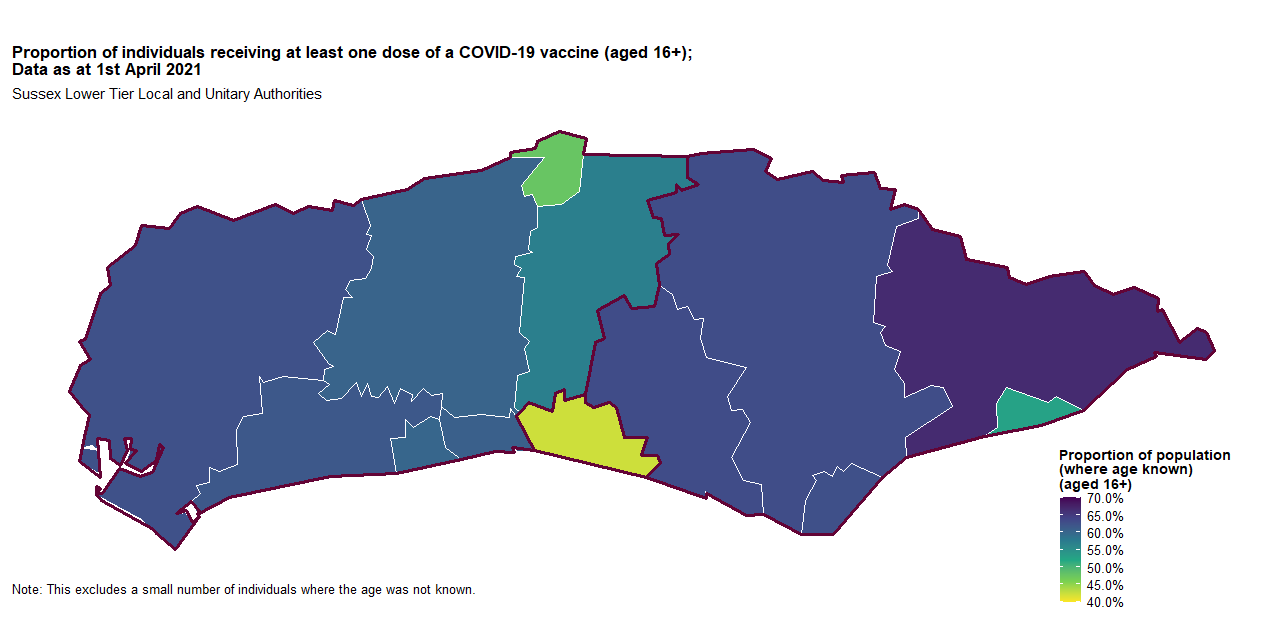 Proportion of individuals receiving at least one dose of a COVID-19 vaccine (aged 16+);
Data as at 1st April 2021
Sussex Lower Tier Local and Unitary Authorities
Proportion of population
(where age known)
(aged 16+)
70.0%
65.0%
60.0%
55.0%
50.0%
45.0%
40.0%
Note: This excludes a small number of individuals where the age was not known.